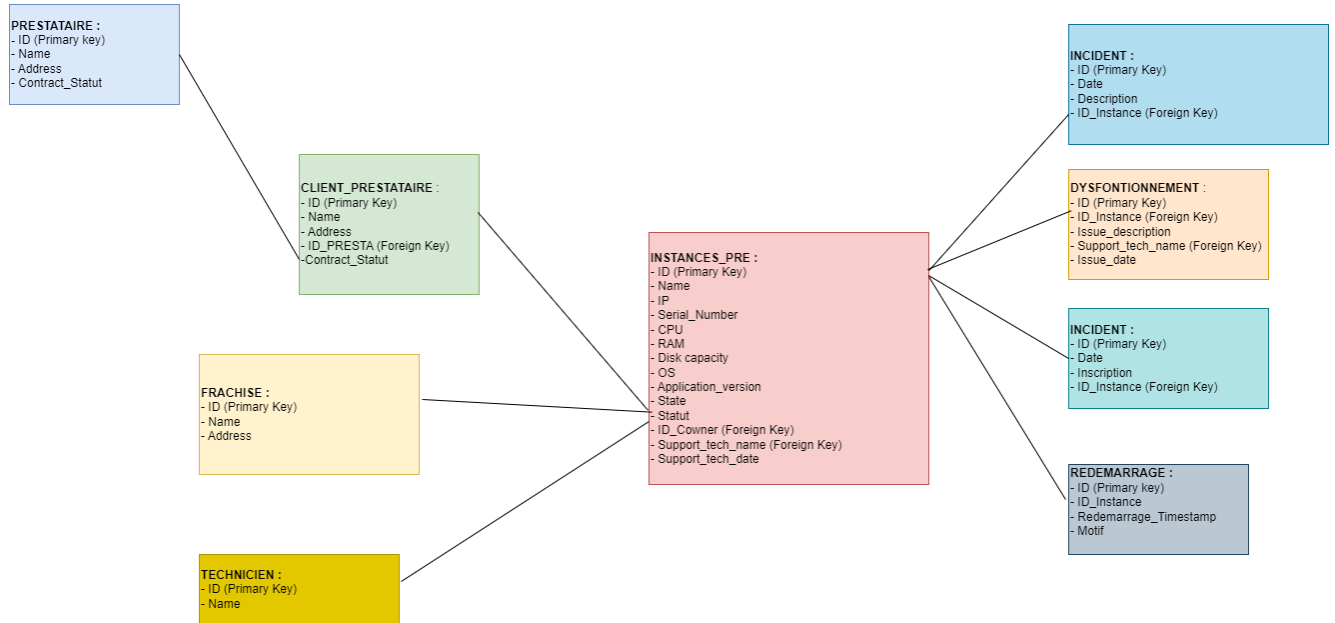 PRESTATAIRE :
- ID (Primary key)
- Name
- Address
- Contract_Statut
CLIENT_PRESTATAIRE :
- ID (Primary Key)
- Name
- Address
- ID_PRESTA (Foreign Key)
-Contract_Statut
FRACHISE :
- ID (Primary Key)
- Name
- Address
TECHNICIEN :
- ID (Primary Key)
- Name
INSTANCES_PRE :
- ID (Primary Key)
- Name
- IP
- Serial_Number
- CPU
- RAM
- Disk capacity
- OS
- Application_version
- State
- Statut
- ID_Cowner (Foreign Key)
- Support_tech_name (Foreign Key)
- Support_tech_date
INCIDENT :
- ID (Primary Key)
- Date
- Description
- ID_Instance (Foreign Key)
DYSFONTIONNEMENT :
- ID (Primary Key)
- ID_Instance (Foreign Key)
- Issue_description
- Support_tech_name (Foreign Key)
- Issue_date
INCIDENT :
- ID (Primary Key)
- Date
- Inscription
- ID_Instance (Foreign Key)
REDEMARRAGE :
- ID (Primary key)
- ID_Instance
- Redemarrage_Timestamp
- Motif